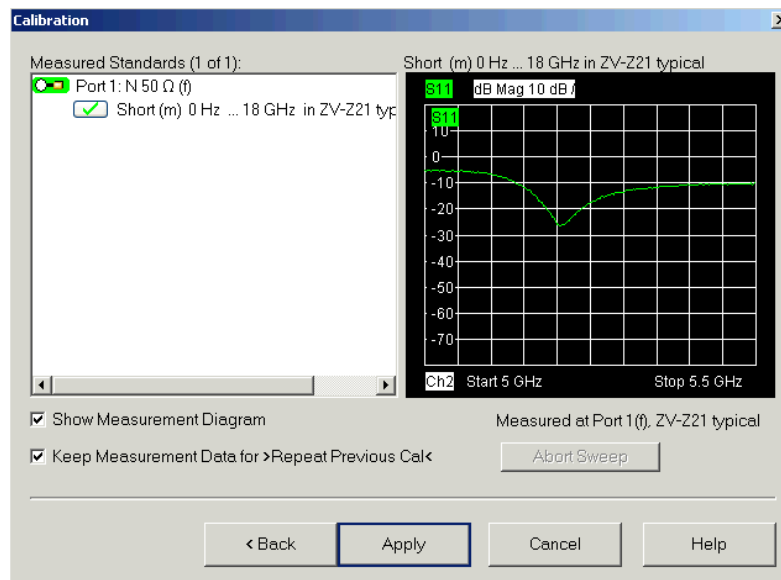 Calibration
Measured Standards (1 of 1):
Port 1: N 50 Ω (f)
Short (m) 0 Hz ... 18 GHz in ZV-Z21 typ
Short (m) 0 Hz ... 18 GHz in ZV-Z21 typical
S11 dB Mag 10 dB /
S11
10
0
-10
-20
-30
-40
-50
-60
-70
Ch2 Start 5 GHz Stop 5.5 GHz
Show Measurement Diagram
Measured at Port 1(f), ZV-Z21 typical
Keep Measurement Data for >Repeat Previous Cal<
Abort Sweep
< Back
Apply
Cancel
Help